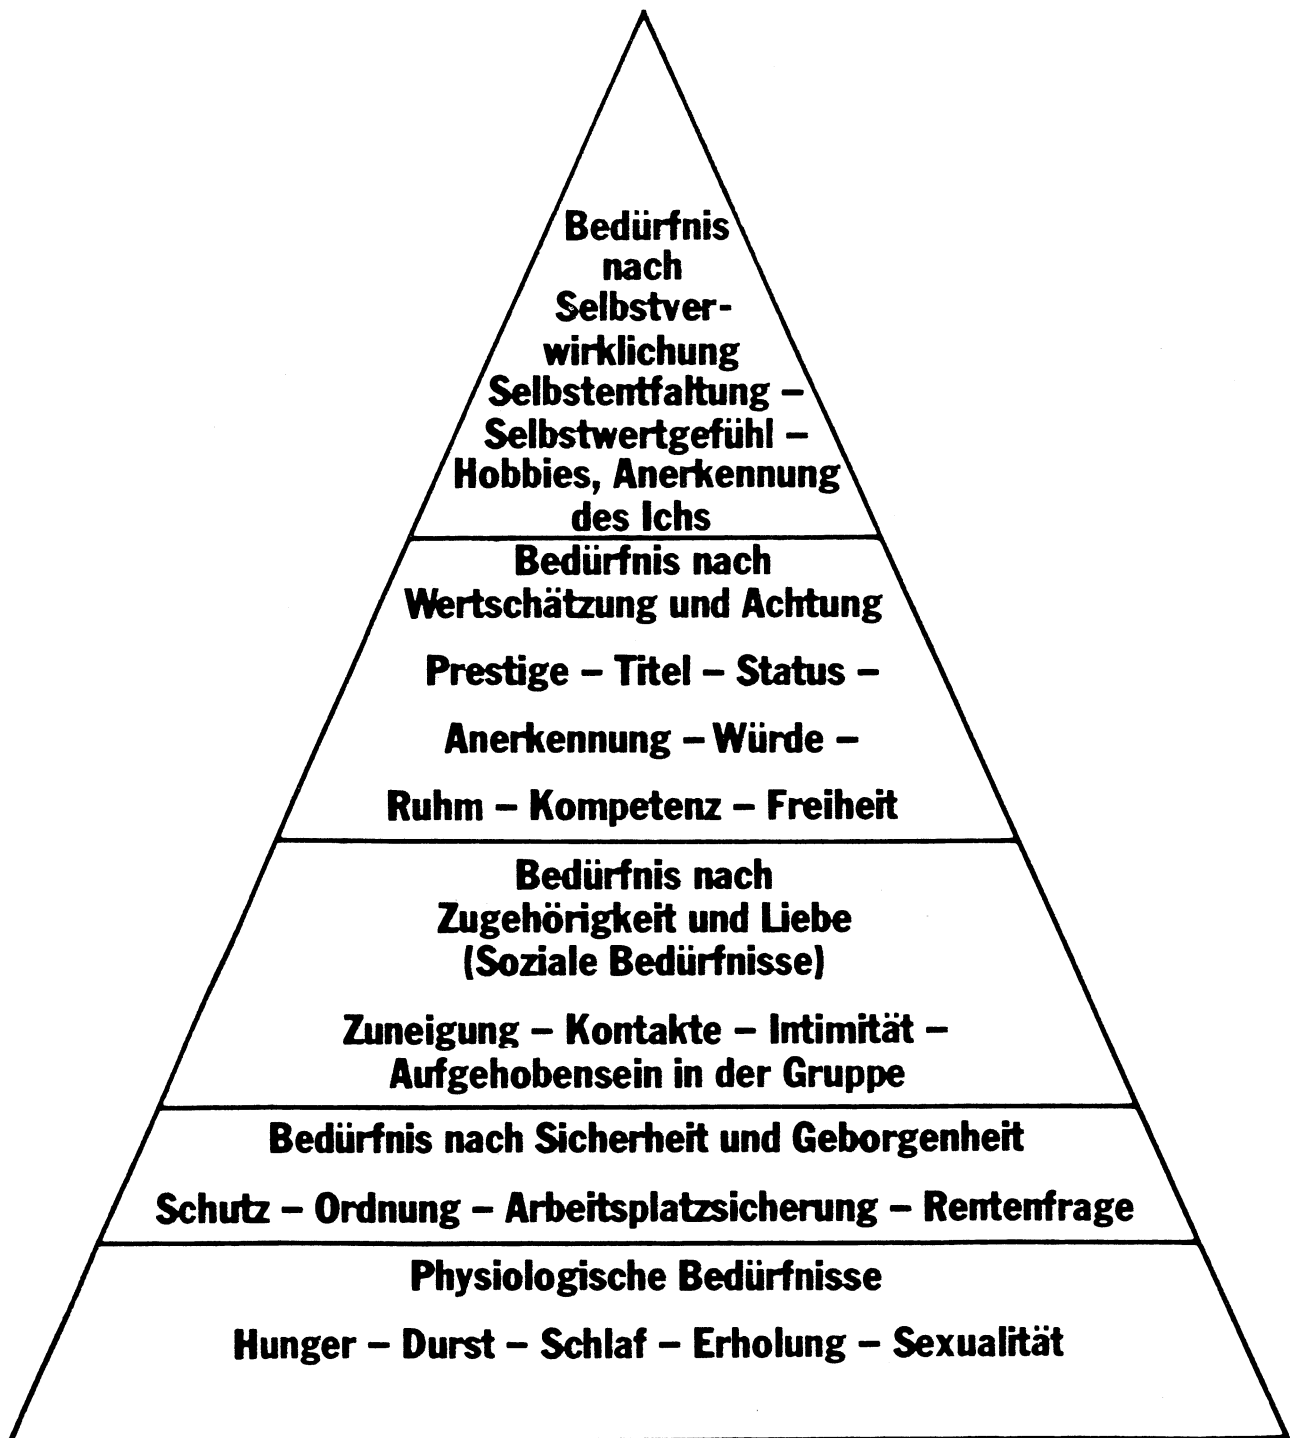 Bedürfnis
nach
Selbstver-
wirklichung
Selbstentfaltung –
Selbstwertgefühl –
Hobbies, Anerkennung
des Ichs
Bedürfnis nach
Wertschätzung und Achtung
Prestige – Titel – Status –
Anerkennung – Würde –
Ruhm – Kompetenz – Freiheit
Bedürfnis nach
Zugehörigkeit und Liebe
(Soziale Bedürfnisse)
Zuneigung – Kontakte – Intimität –
Aufgehobensein in der Gruppe
Bedürfnis nach Sicherheit und Geborgenheit
Schutz – Ordnung – Arbeitsplatzsicherung – Rentenfrage
Physiologische Bedürfnisse
Hunger – Durst – Schlaf – Erholung – Sexualität